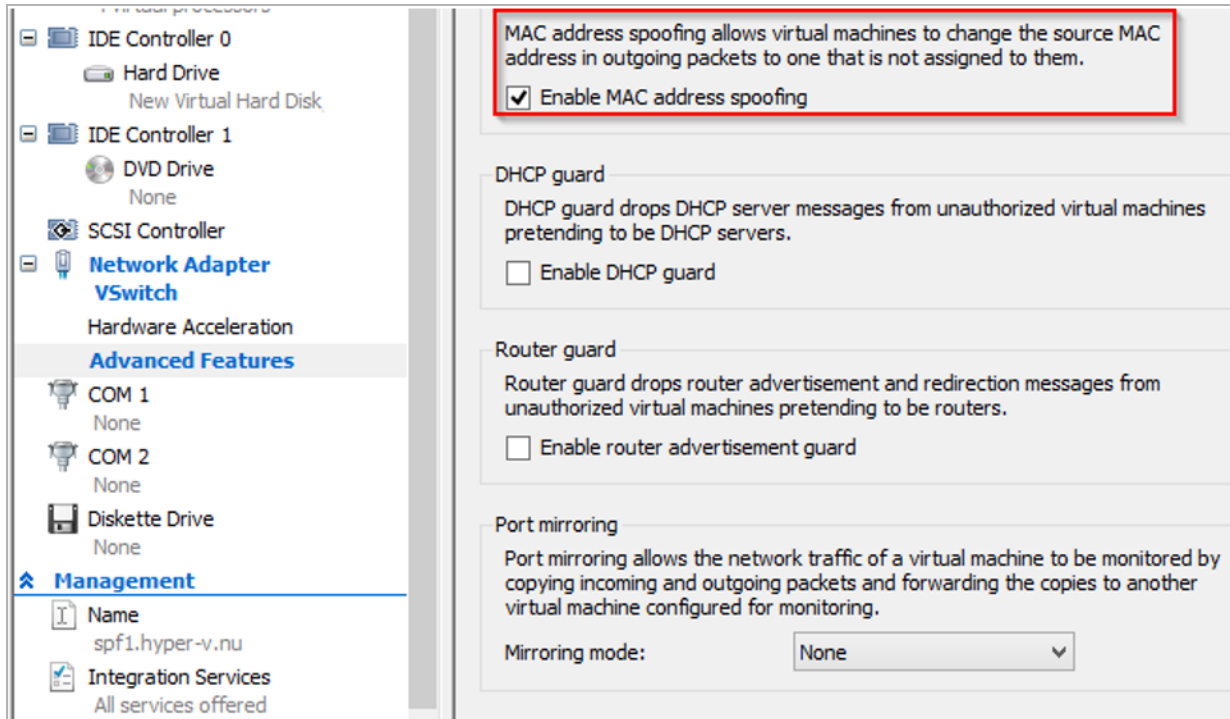 IDE Controller 0
Hard Drive
New Virtual Hard Disk
IDE Controller 1
DVD Drive
None
SCSI Controller
Network Adapter
VSwitch
Hardware Acceleration
Advanced Features
COM 1
None
COM 2
None
Diskette Drive
None
Management
Name
spf1.hyper-v.nu
Integration Services
All services offered
MAC address spoofing allows virtual machines to change the source MAC
address in outgoing packets to one that is not assigned to them.
Enable MAC address spoofing
DHCP guard
DHCP guard drops DHCP server messages from unauthorized virtual machines
pretending to be DHCP servers.
Enable DHCP guard
Router guard
Router guard drops router advertisement and redirection messages from
unauthorized virtual machines pretending to be routers.
Enable router advertisement guard
Port mirroring
Port mirroring allows the network traffic of a virtual machine to be monitored by
copying incoming and outgoing packets and forwarding the copies to another
virtual machine configured for monitoring.
Mirroring mode: None